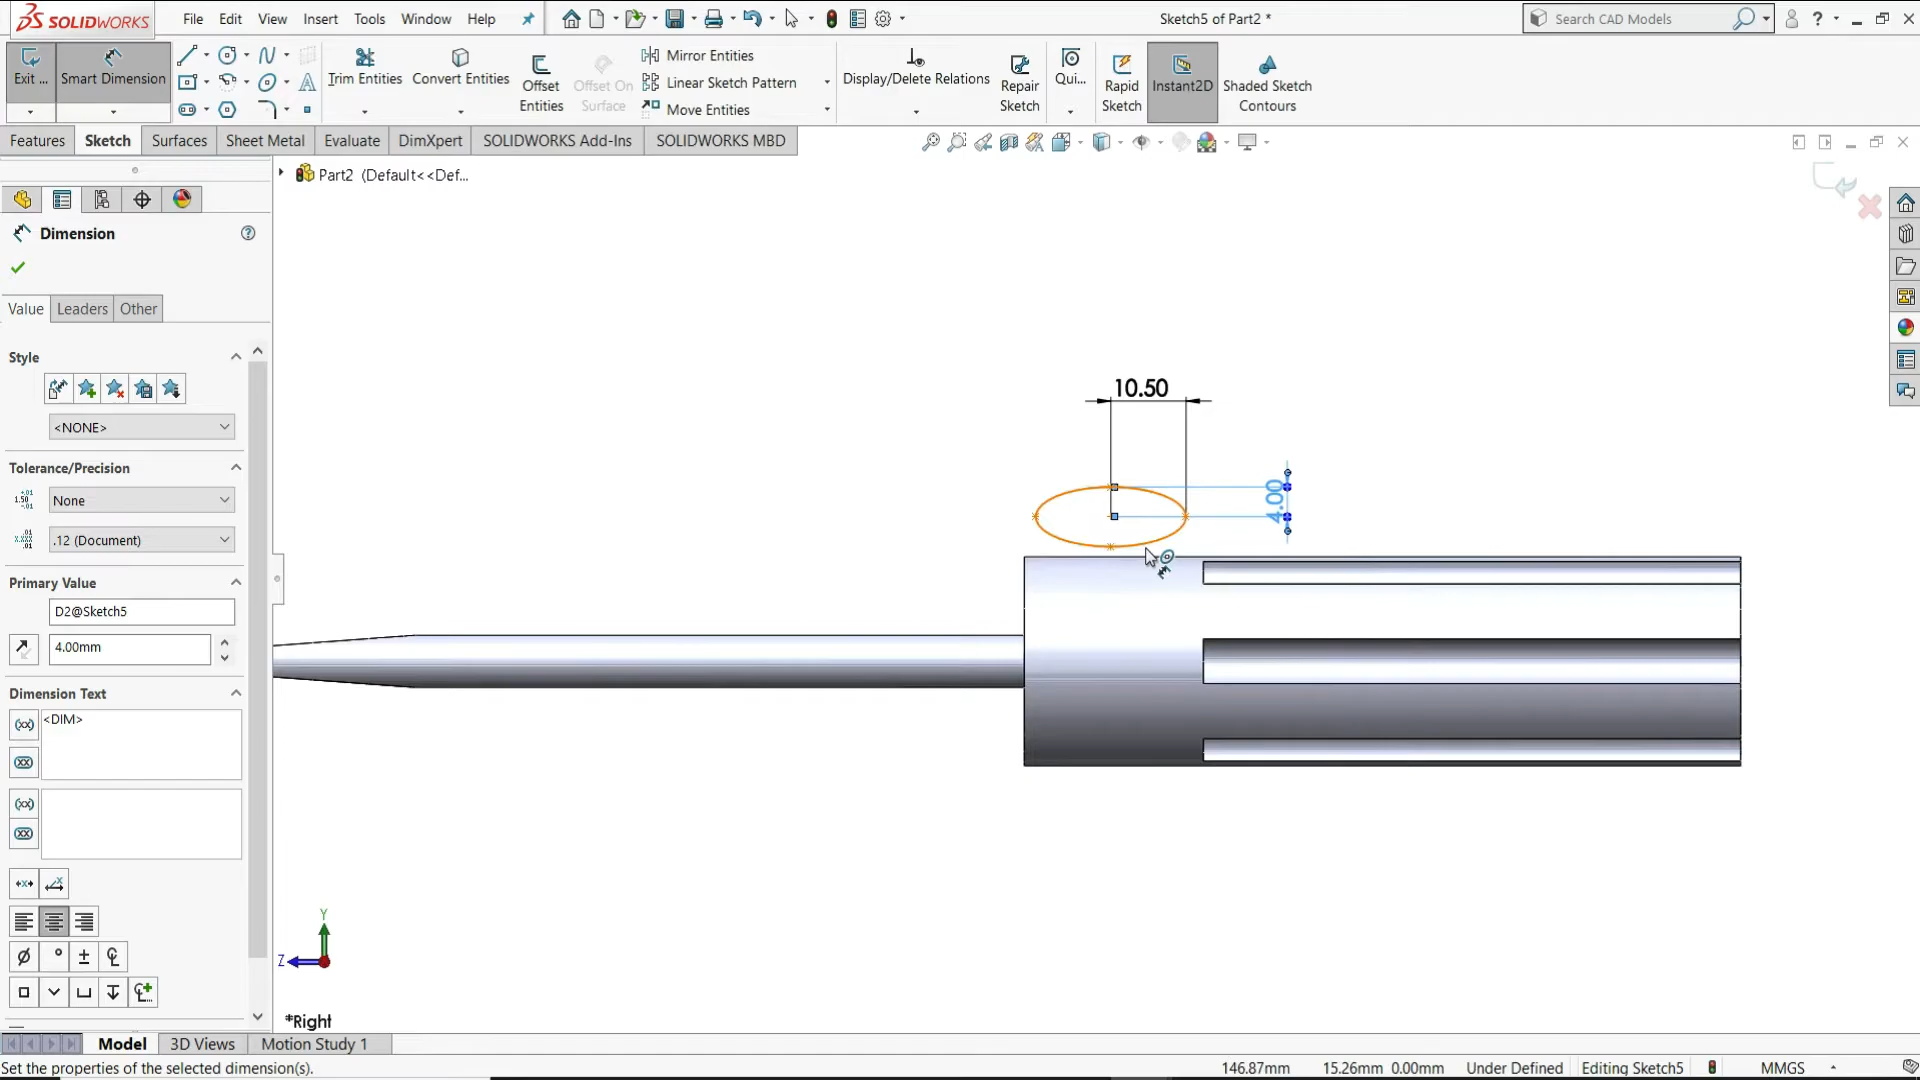 SOLIDWORKS
File Edit View Insert Tools Window Help
Sketch5 of Part2 *
Search CAD Models
Exit ...
Smart Dimension
Trim Entities
Convert Entities
Offset Entities
Offset On Surface
Mirror Entities
Linear Sketch Pattern
Move Entities
Display/Delete Relations
Repair Sketch
Qui...
Rapid Sketch
Instant2D
Shaded Sketch Contours
Features Sketch Surfaces Sheet Metal Evaluate DimXpert SOLIDWORKS Add-Ins SOLIDWORKS MBD
Part2 (Default<<Def...
Dimension
Value Leaders Other
Style
<NONE>
Tolerance/Precision
None
.12 (Document)
Primary Value
D2@Sketch5
4.00mm
Dimension Text
<DIM>
10.50
4.00
Y
Z
*Right
Model 3D Views Motion Study 1
Set the properties of the selected dimension(s).
146.87mm 15.26mm 0.00mm Under Defined Editing Sketch5 MMGS